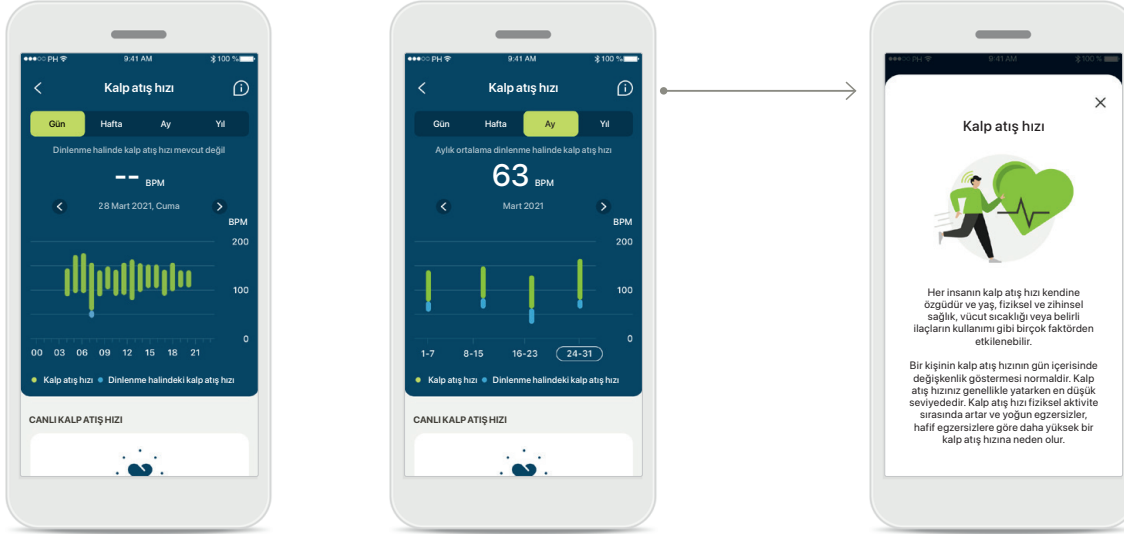 PH
9:41 AM
100 %
Kalp atış hızı
Gün Hafta Ay Yıl
Dinlenme halinde kalp atış hızı mevcut değil
-- BPM
28 Mart 2021, Cuma
BPM
200
100
0
00 03 06 09 12 15 18 21
Kalp atış hızı Dinlenme halindeki kalp atış hızı
CANLI KALP ATIŞ HIZI
PH
9:41 AM
100 %
Kalp atış hızı
Gün Hafta Ay Yıl
Aylık ortalama dinlenme halinde kalp atış hızı
63 BPM
Mart 2021
BPM
200
100
0
1-7 8-15 16-23 24-31
Kalp atış hızı Dinlenme halindeki kalp atış hızı
CANLI KALP ATIŞ HIZI
PH
9:41 AM
100 %
Kalp atış hızı
Her insanın kalp atış hızı kendine
özgüdür ve yaş, fiziksel ve zihinsel
sağlık, vücut sıcaklığı veya belirli
ilaçların kullanımı gibi birçok faktörden
etkilenebilir.
Bir kişinin kalp atış hızının gün içerisinde
değişkenlik göstermesi normaldir. Kalp
atış hızınız genellikle yatarken en düşük
seviyededir. Kalp atış hızı fiziksel aktivite
sırasında artar ve yoğun egzersizler,
hafif egzersizlere göre daha yüksek bir
kalp atış hızına neden olur.